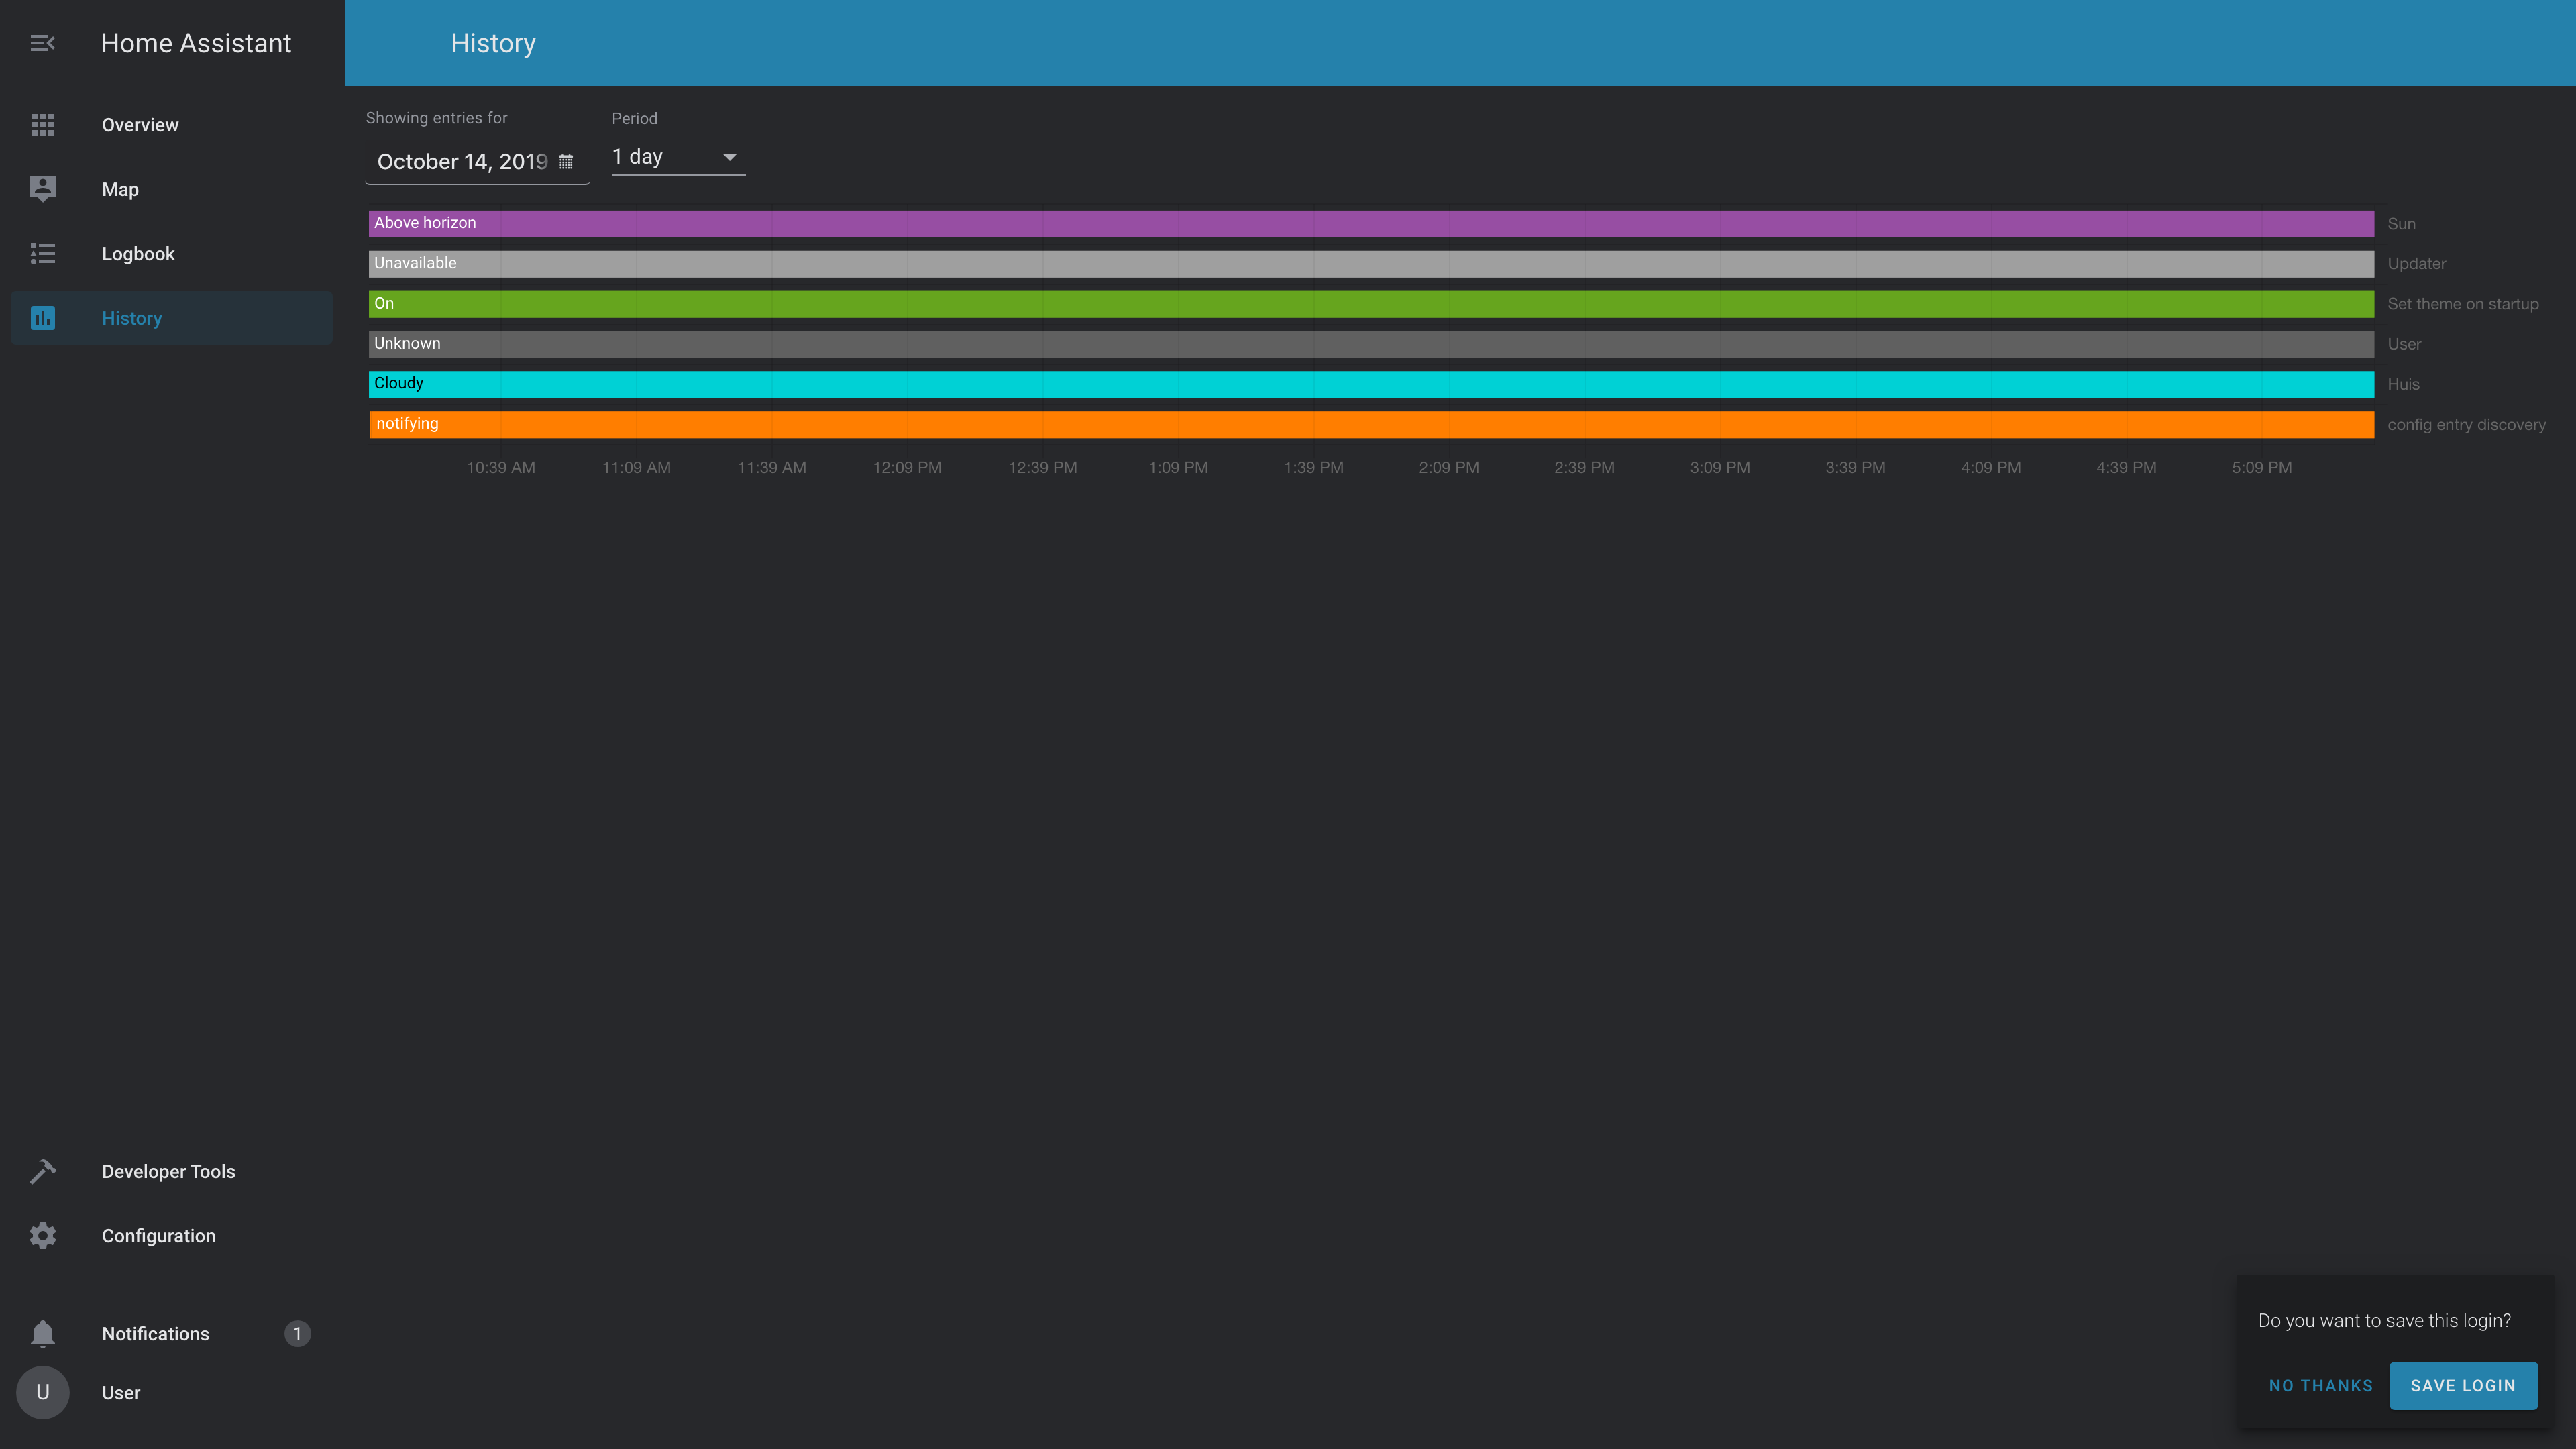 Home Assistant
History
Overview
Map
Logbook
History
Developer Tools
Configuration
Notifications 1
U User
Showing entries for
October 14, 2019
Period
1 day
Above horizon Sun
Unavailable Updater
On Set theme on startup
Unknown User
Cloudy Huis
notifying config entry discovery
10:39 AM 11:09 AM 11:39 AM 12:09 PM 12:39 PM 1:09 PM 1:39 PM 2:09 PM 2:39 PM 3:09 PM 3:39 PM 4:09 PM 4:39 PM 5:09 PM
Do you want to save this login?
NO THANKS SAVE LOGIN